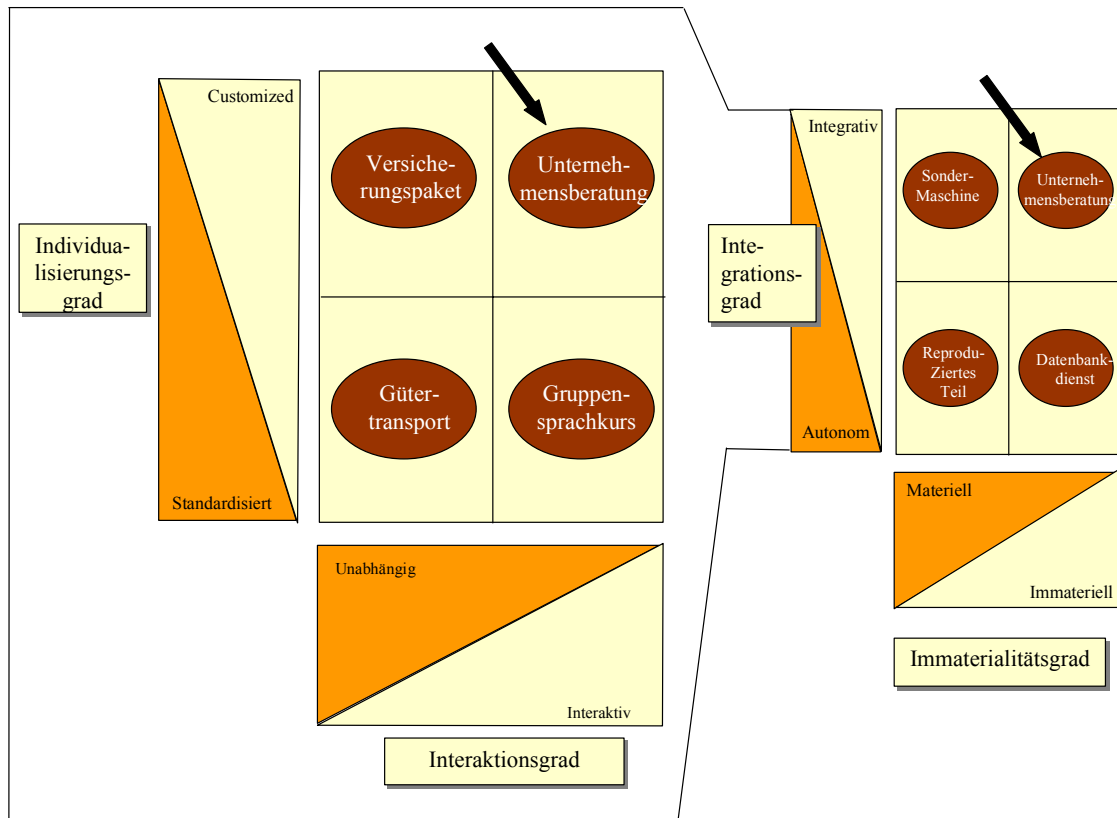 Individua-
lisierungs-
grad
Customized
Standardisiert
Versiche-
rungspaket
Unterneh-
mensberatung
Güter-
transport
Gruppen-
sprachkurs
Unabhängig
Interaktiv
Interaktionsgrad
Inte-
grations-
grad
Integrativ
Autonom
Sonder-
Maschine
Unterneh-
mensberatung
Reprodu-
Ziertes
Teil
Datenbank-
dienst
Materiell
Immateriell
Immaterialitätsgrad